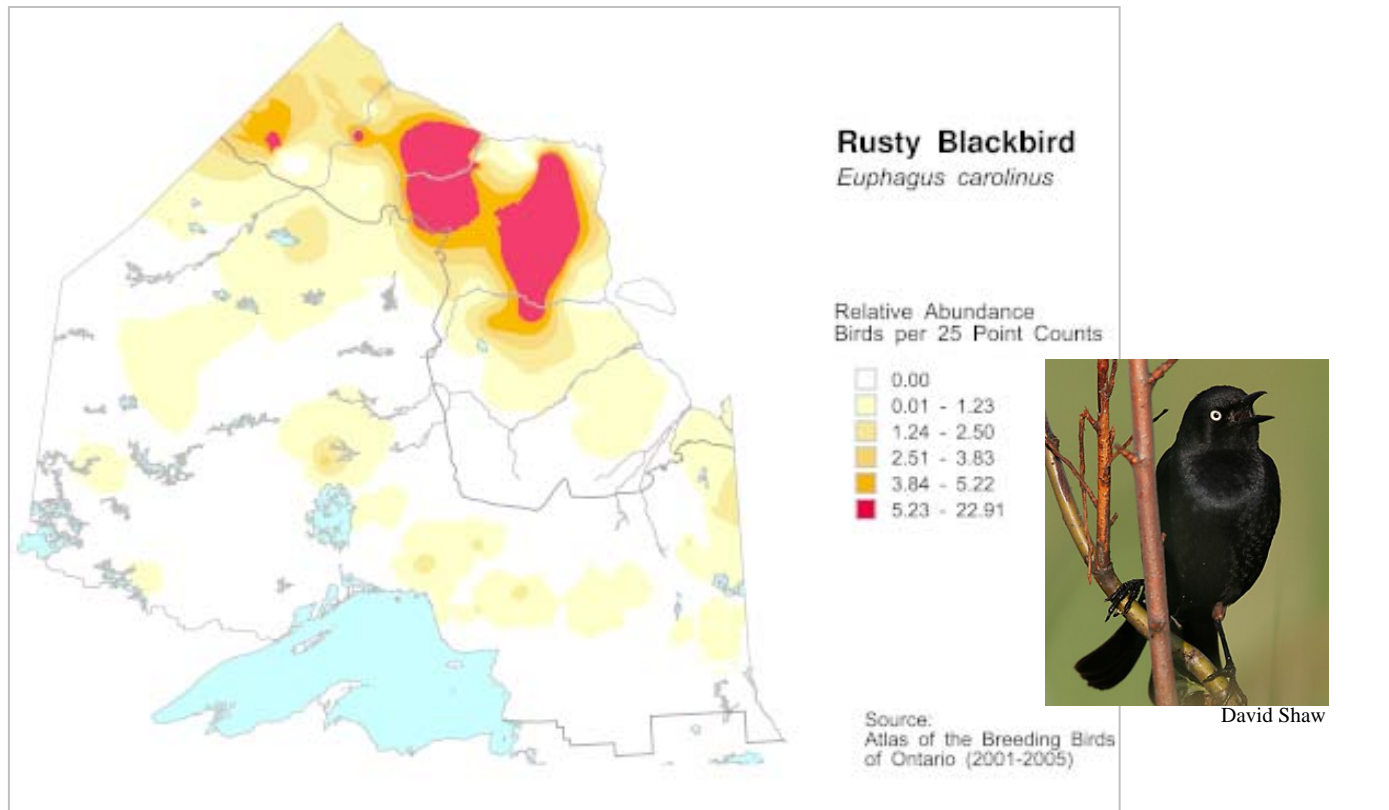 Rusty Blackbird
Euphagus carolinus
Relative Abundance
Birds per 25 Point Counts
0.00
0.01 - 1.23
1.24 - 2.50
2.51 - 3.83
3.84 - 5.22
5.23 - 22.91
David Shaw
Source:
Atlas of the Breeding Birds
of Ontario (2001-2005)